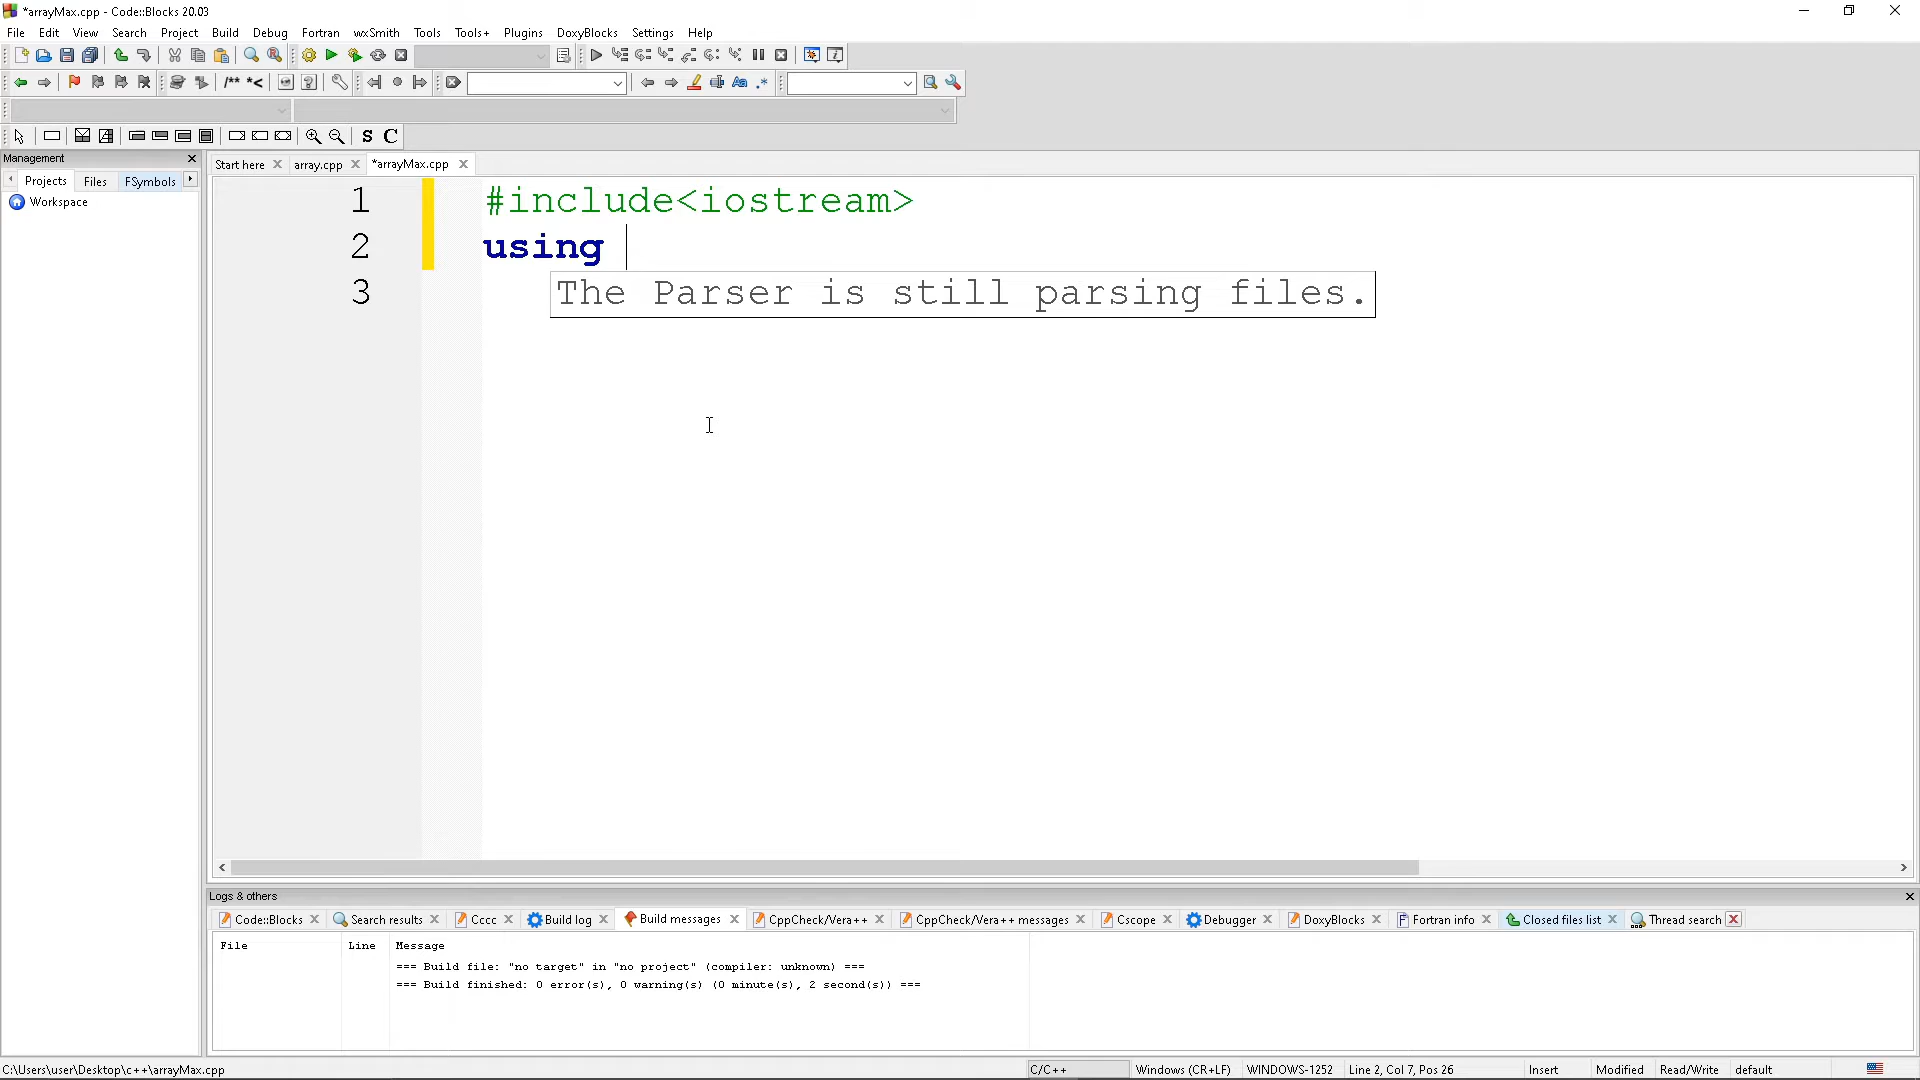 *arrayMax.cpp - Code::Blocks 20.03
File Edit View Search Project Build Debug Fortran wxSmith Tools Tools+ Plugins DoxyBlocks Settings Help
/** *<
S C
Management
Start here array.cpp *arrayMax.cpp
Projects Files FSymbols
Workspace
1 #include<iostream>
2 using
3
The Parser is still parsing files.
Logs & others
Code::Blocks Search results Cccc Build log Build messages CppCheck/Vera++ CppCheck/Vera++ messages Cscope Debugger DoxyBlocks Fortran info Closed files list Thread search
File Line Message
=== Build file: "no target" in "no project" (compiler: unknown) ===
=== Build finished: 0 error(s), 0 warning(s) (0 minute(s), 2 second(s)) ===
C:\Users\user\Desktop\c++\arrayMax.cpp C/C++ Windows (CR+LF) WINDOWS-1252 Line 2, Col 7, Pos 26 Insert Modified Read/Write default